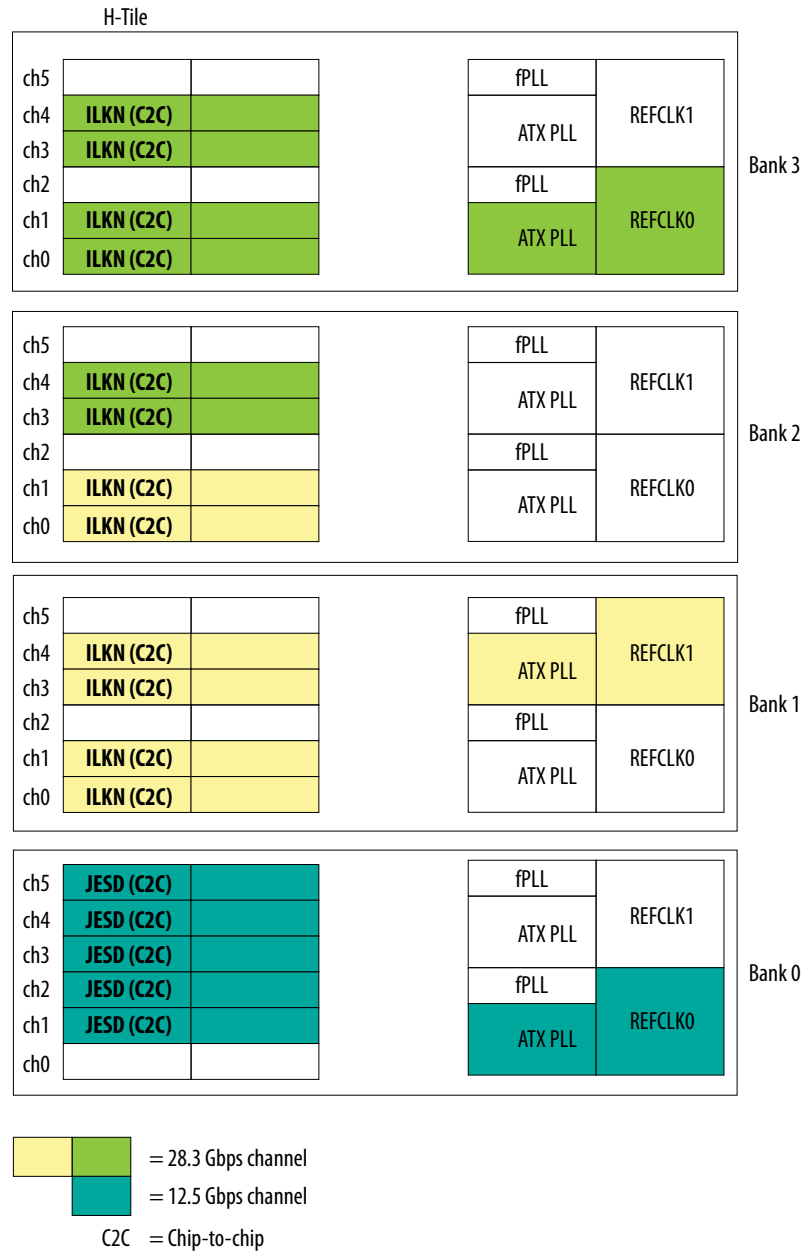 H-Tile
ch5 fPLL
ch4 ILKN (C2C) ATX PLL REFCLK1
ch3 ILKN (C2C)
Bank 3
ch2 fPLL
ch1 ILKN (C2C) ATX PLL REFCLK0
ch0 ILKN (C2C)
ch5 fPLL
ch4 ILKN (C2C) ATX PLL REFCLK1
ch3 ILKN (C2C)
Bank 2
ch2 fPLL
ch1 ILKN (C2C) ATX PLL REFCLK0
ch0 ILKN (C2C)
ch5 fPLL
ch4 ILKN (C2C) ATX PLL REFCLK1
ch3 ILKN (C2C)
Bank 1
ch2 fPLL
ch1 ILKN (C2C) ATX PLL REFCLK0
ch0 ILKN (C2C)
ch5 JESD (C2C) fPLL
ch4 JESD (C2C) ATX PLL REFCLK1
ch3 JESD (C2C)
Bank 0
ch2 JESD (C2C) fPLL
ch1 JESD (C2C) ATX PLL REFCLK0
ch0
= 28.3 Gbps channel
= 12.5 Gbps channel
C2C = Chip-to-chip